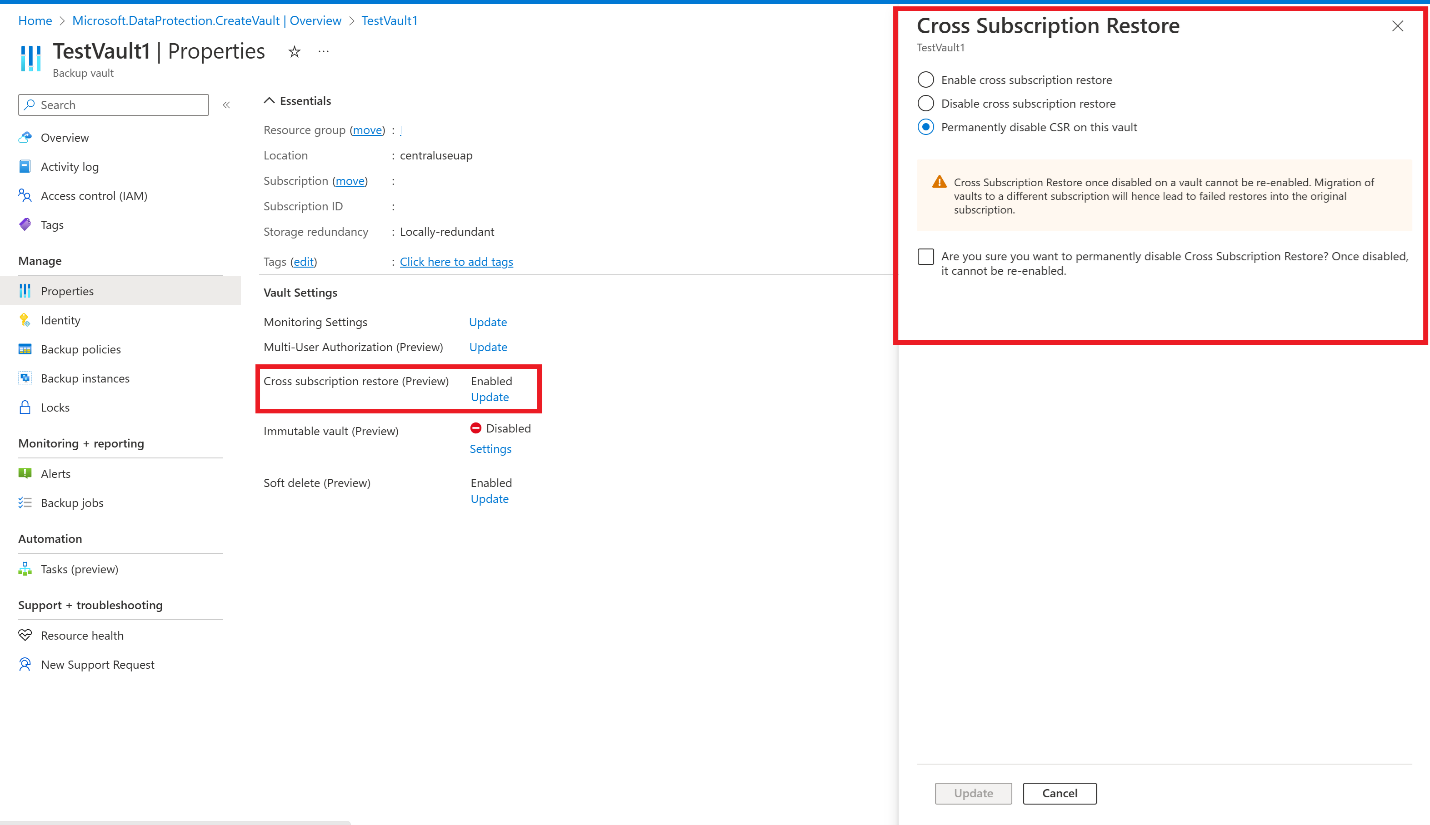 Home > Microsoft.DataProtection.CreateVault | Overview > TestVault1
TestVault1 | Properties
Backup vault
Search
Overview
Activity log
Access control (IAM)
Tags
Manage
Properties
Identity
Backup policies
Backup instances
Locks
Monitoring + reporting
Alerts
Backup jobs
Automation
Tasks (preview)
Support + troubleshooting
Resource health
New Support Request
Essentials
Resource group (move) :
Location : centraluseuap
Subscription (move) :
Subscription ID :
Storage redundancy : Locally-redundant
Tags (edit) : Click here to add tags
Vault Settings
Monitoring Settings Update
Multi-User Authorization (Preview) Update
Cross subscription restore (Preview) Enabled
Update
Immutable vault (Preview) Disabled
Settings
Soft delete (Preview) Enabled
Update
Cross Subscription Restore
TestVault1
Enable cross subscription restore
Disable cross subscription restore
Permanently disable CSR on this vault
Cross Subscription Restore once disabled on a vault cannot be re-enabled. Migration of
vaults to a different subscription will hence lead to failed restores into the original
subscription.
Are you sure you want to permanently disable Cross Subscription Restore? Once disabled,
it cannot be re-enabled.
Update Cancel